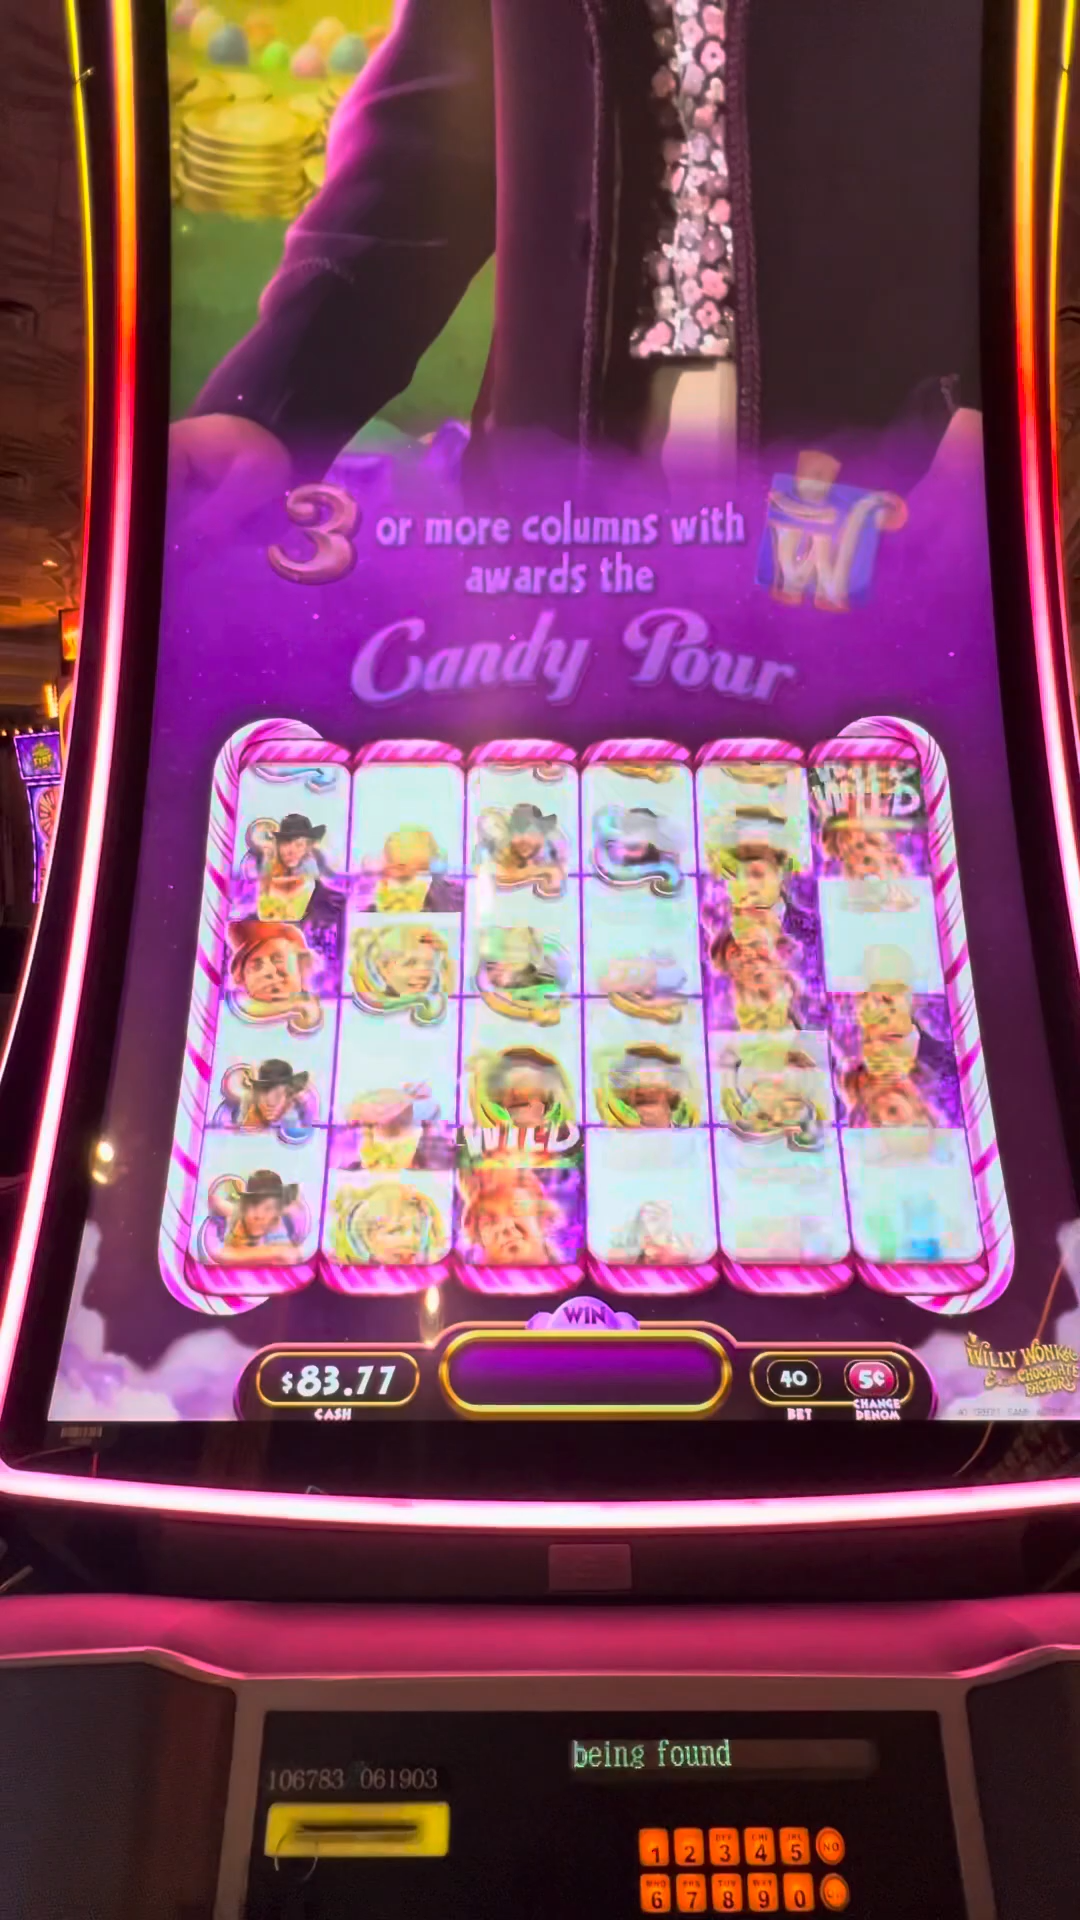 3 or more columns with W
awards the
Candy Pour
WILD
WILD
WIN
$83.77
CASH
40
BET
5¢
CHANGE
DENOM
WILLY WONKA
& THE CHOCOLATE
FACTORY
being found
106783 061903
1 2 3 4 5 NO
6 7 8 9 0